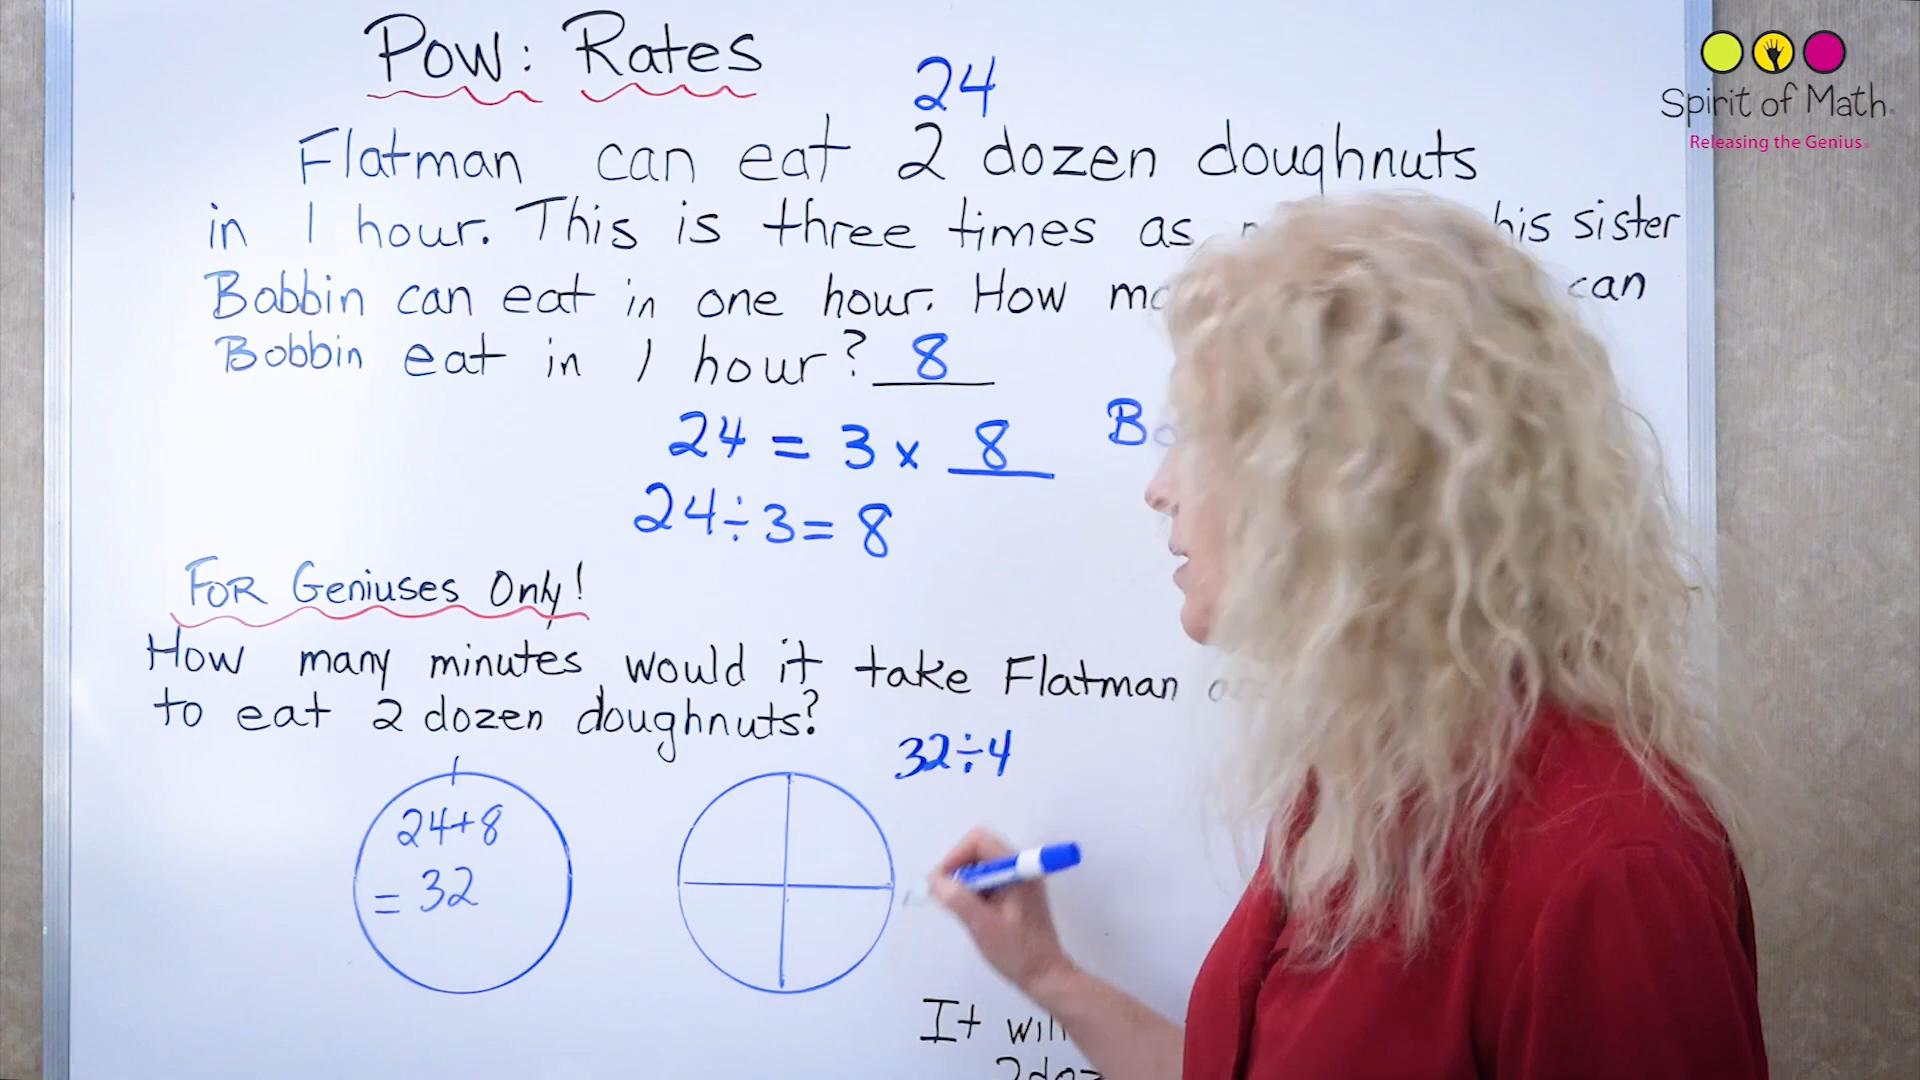 Pow: Rates
24
Flatman can eat 2 dozen doughnuts
in 1 hour. This is three times as his sister
Bobbin can eat in one hour. How can
Bobbin eat in 1 hour? 8
24 = 3 x 8
24÷3=8
FOR Geniuses Only!
How many minutes would it take Flatman
to eat 2 dozen doughnuts?
32÷4
24+8
= 32
It will
Spirit of Math
Releasing the Genius